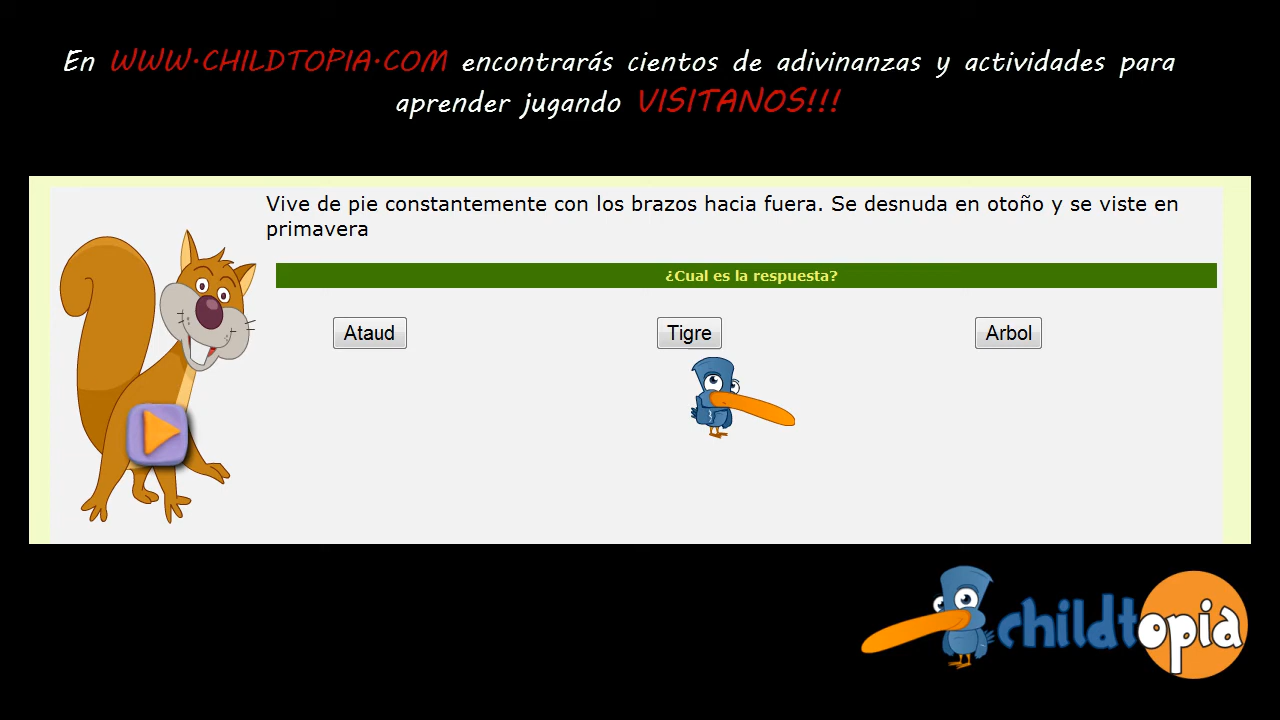 En WWW.CHILDTOPIA.COM encontrarás cientos de adivinanzas y actividades para
aprender jugando VISITANOS!!!
Vive de pie constantemente con los brazos hacia fuera. Se desnuda en otoño y se viste en
primavera
¿Cual es la respuesta?
Ataud Tigre Arbol
childtopia